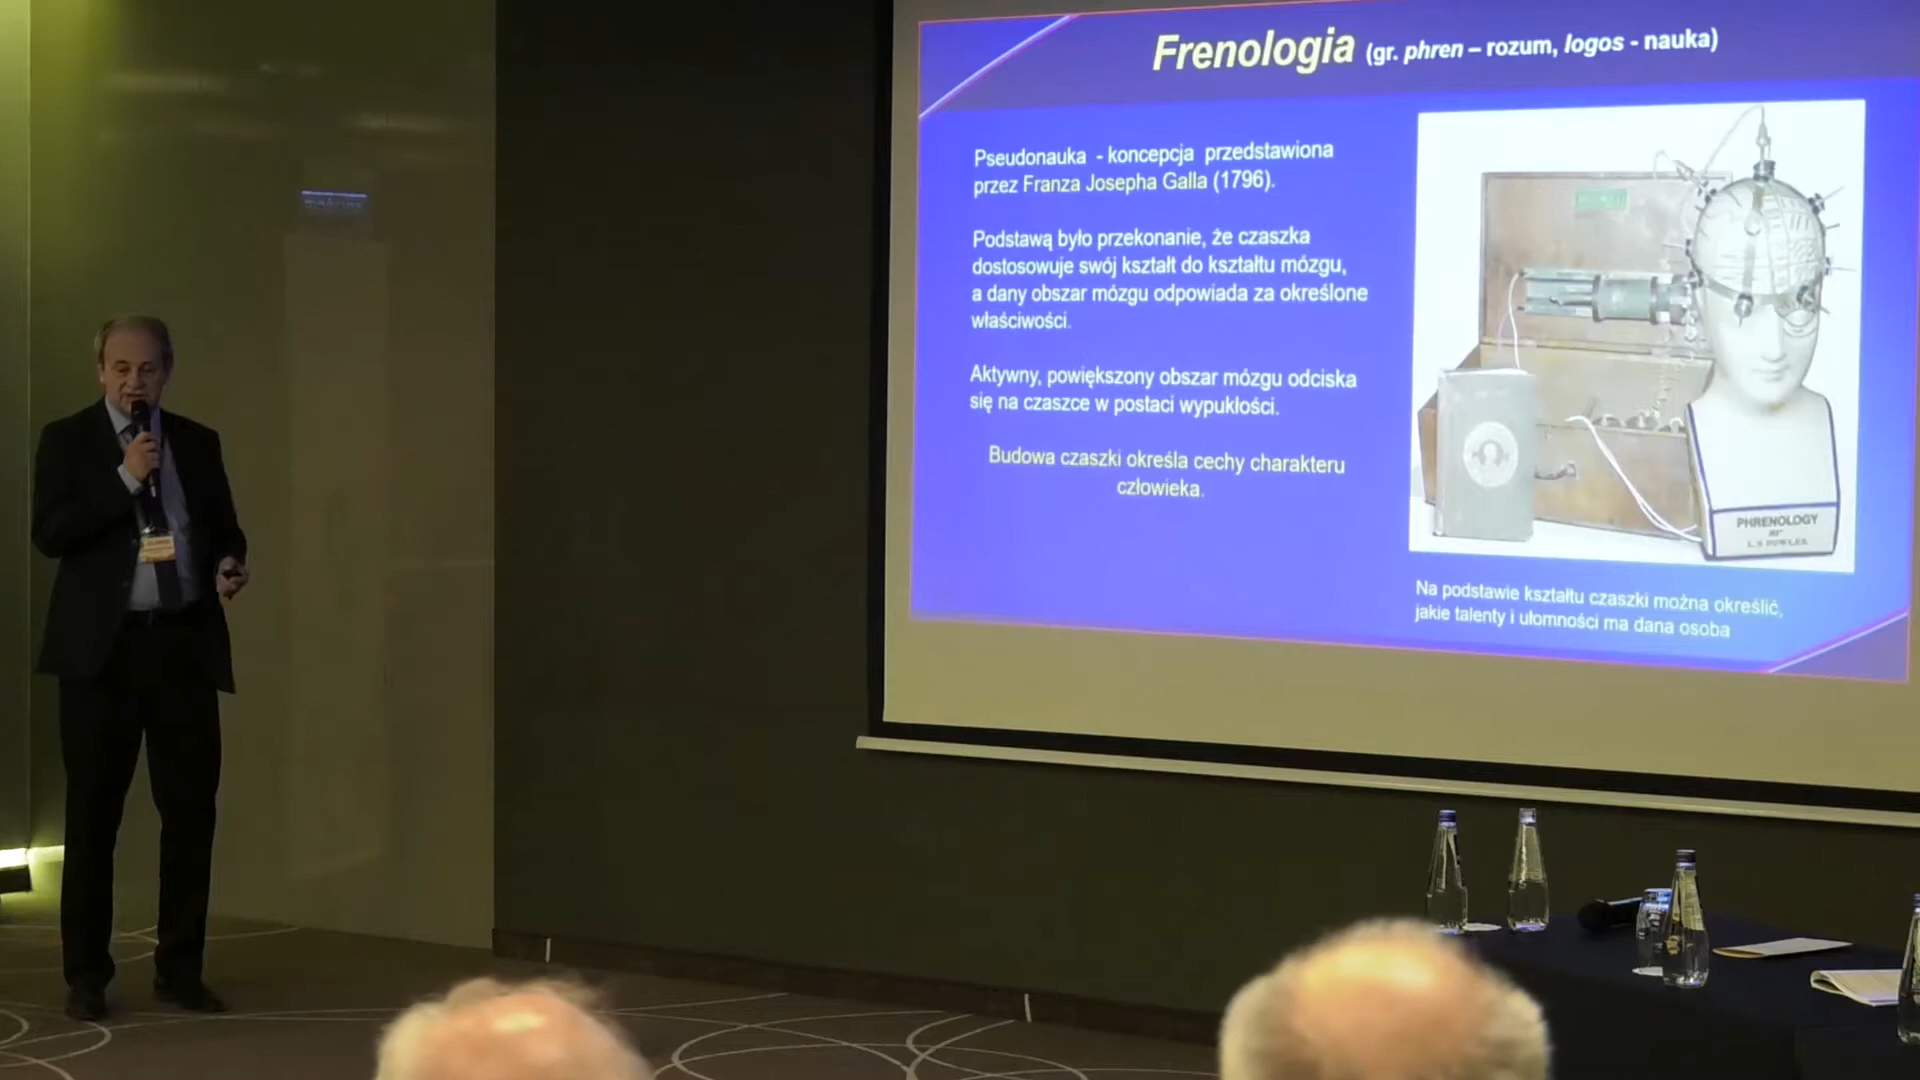 Frenologia (gr. phren – rozum, logos - nauka)
Pseudonauka - koncepcja przedstawiona
przez Franza Josepha Galla (1796).
Podstawą było przekonanie, że czaszka
dostosowuje swój kształt do kształtu mózgu,
a dany obszar mózgu odpowiada za określone
właściwości.
Aktywny, powiększony obszar mózgu odciska
się na czaszce w postaci wypukłości.
Budowa czaszki określa cechy charakteru
człowieka.
PHRENOLOGY
BY
L.N. FOWLER
Na podstawie kształtu czaszki można określić,
jakie talenty i ułomności ma dana osoba